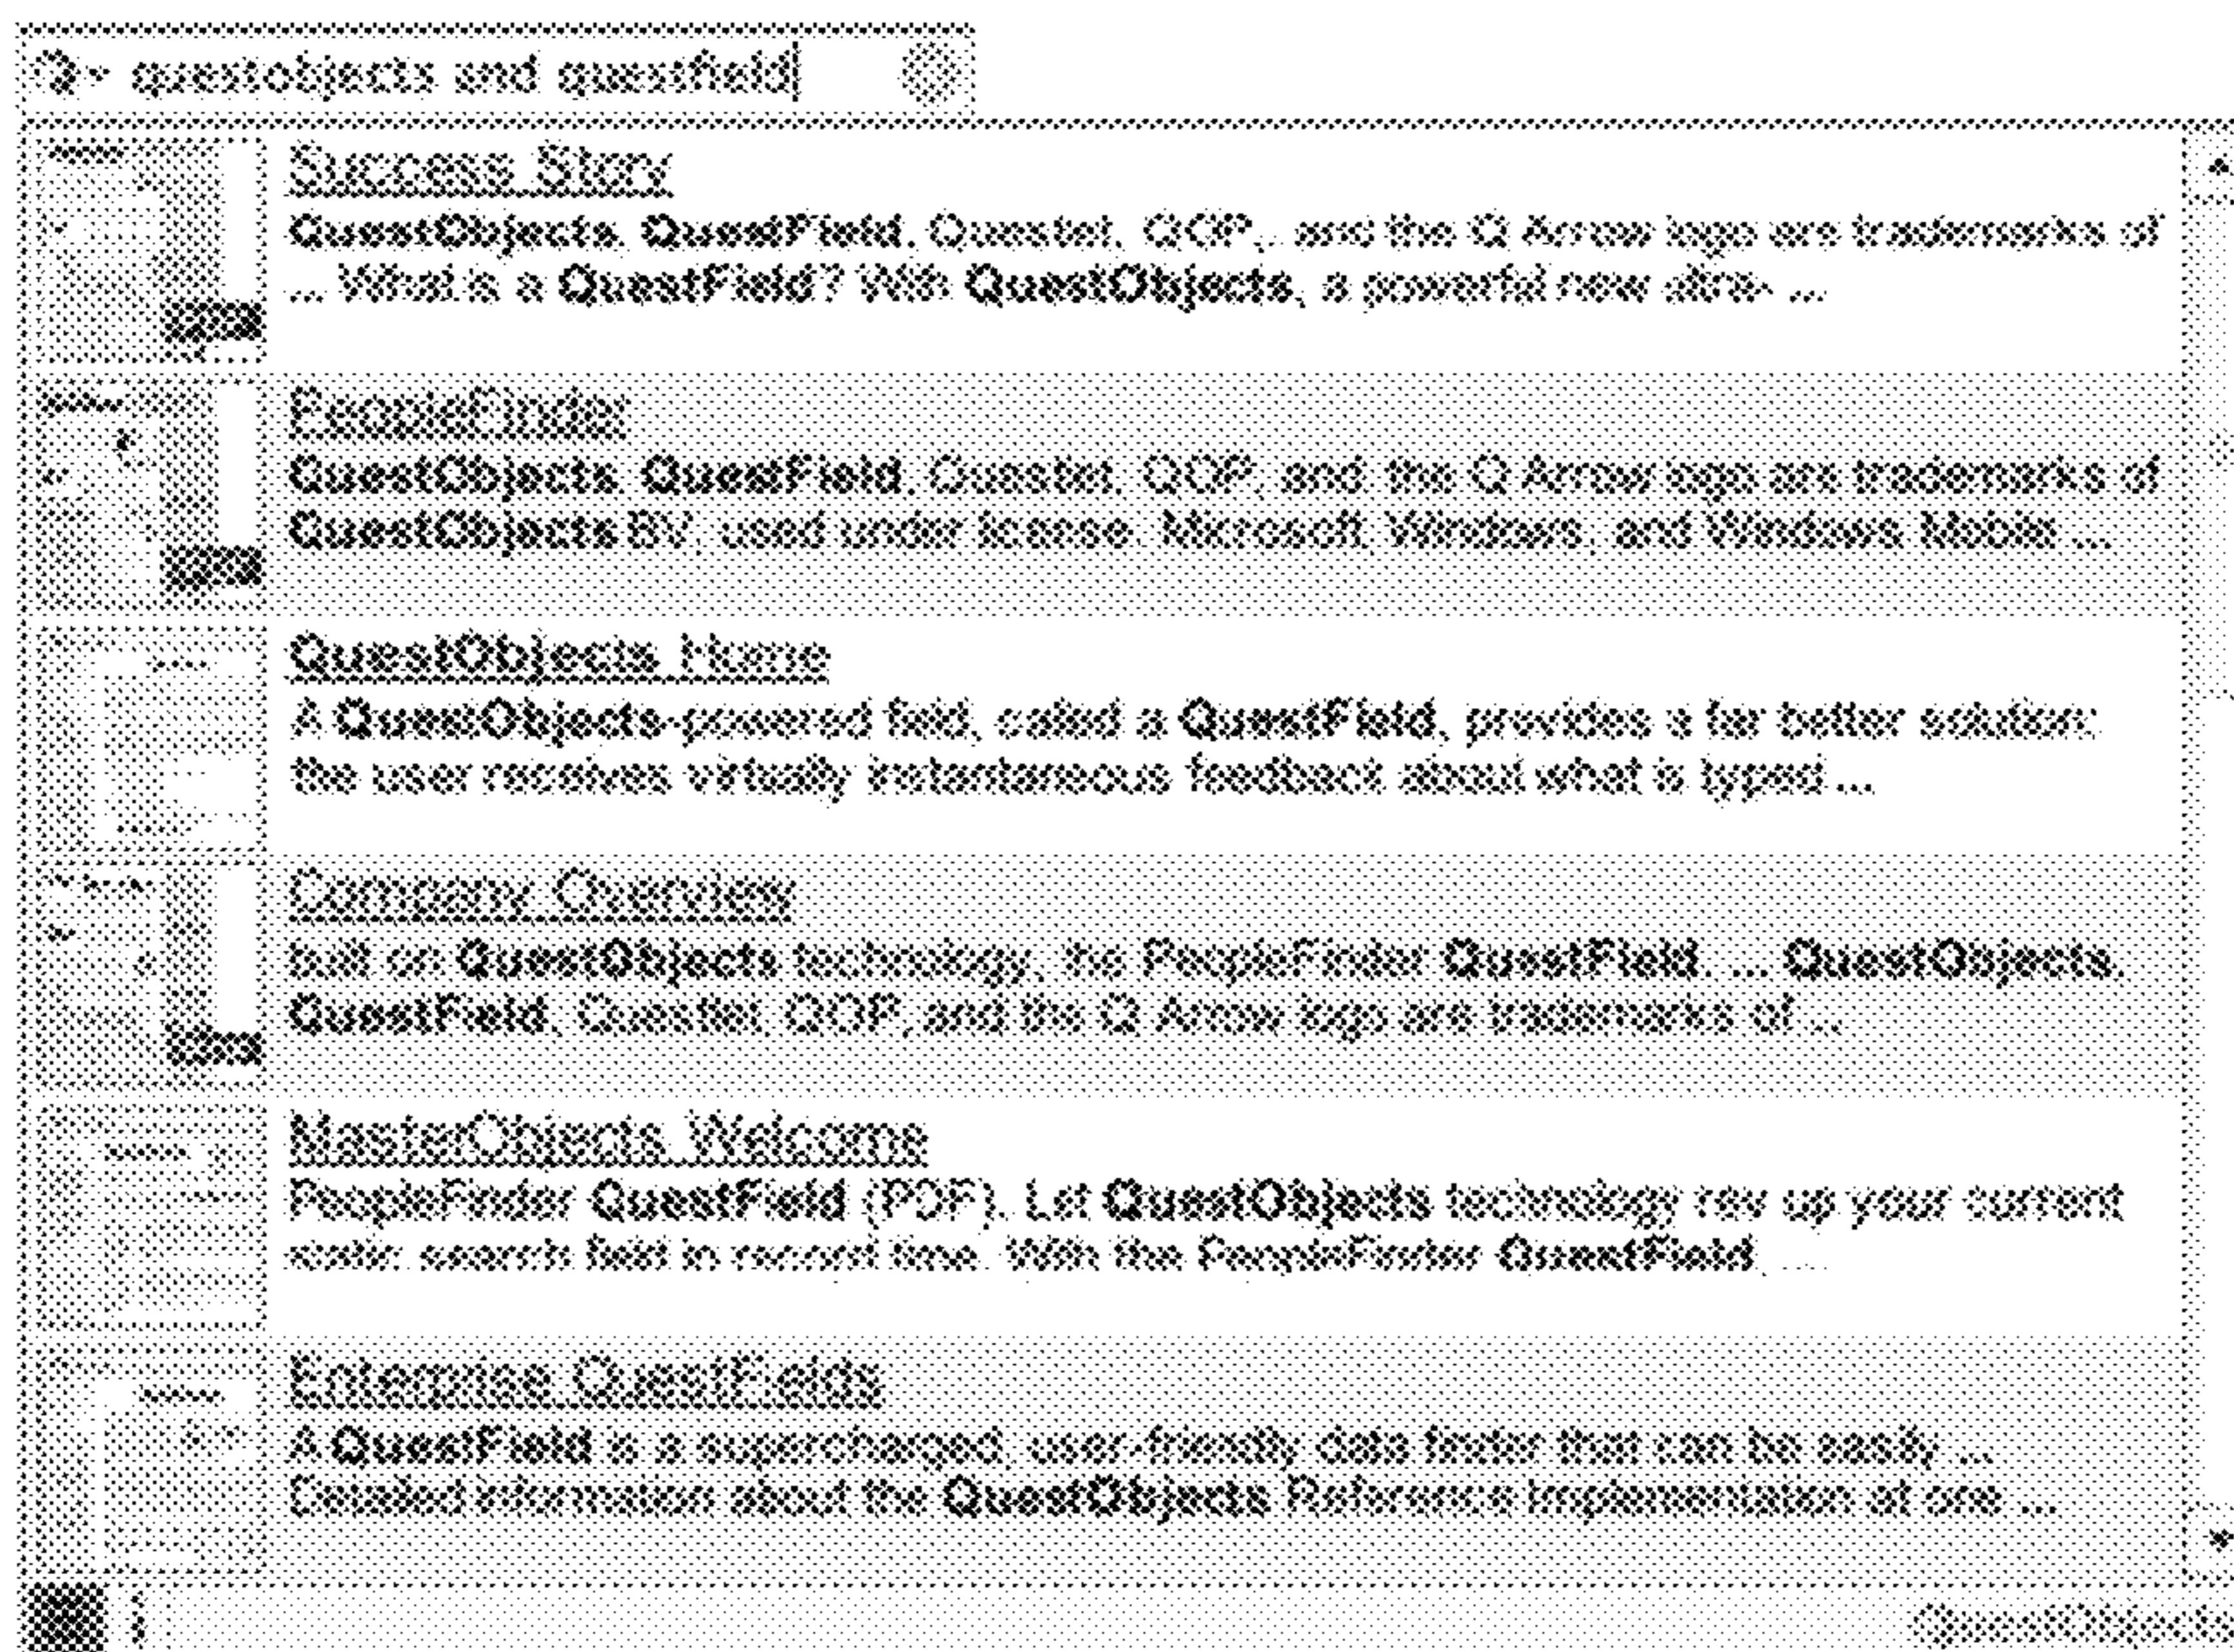 questobjects and questfield
Success Story
QuestObjects, QuestField, Questlet, QOP, and the Q Arrow logo are trademarks of
... What is a QuestField? With QuestObjects, a powerful new ultra- ...
PeopleFinder
QuestObjects, QuestField, Questlet, QOP, and the Q Arrow logo are trademarks of
QuestObjects BV, used under license. Microsoft, Windows, and Windows Mobile ...
QuestObjects Home
A QuestObjects-powered field, called a QuestField, provides a far better solution:
the user receives virtually instantaneous feedback about what is typed ...
Company Overview
built on QuestObjects technology, the PeopleFinder QuestField. ... QuestObjects,
QuestField, Questlet, QOP, and the Q Arrow logo are trademarks of ...
MasterObjects Welcome
PeopleFinder QuestField (PDF). Let QuestObjects technology rev up your current
static search field in record time. With the PeopleFinder QuestField, ...
Enterprise QuestFields
A QuestField is a supercharged, user-friendly data finder that can be easily ...
Detailed information about the QuestObjects Reference Implementation at one ...
QuestObjects